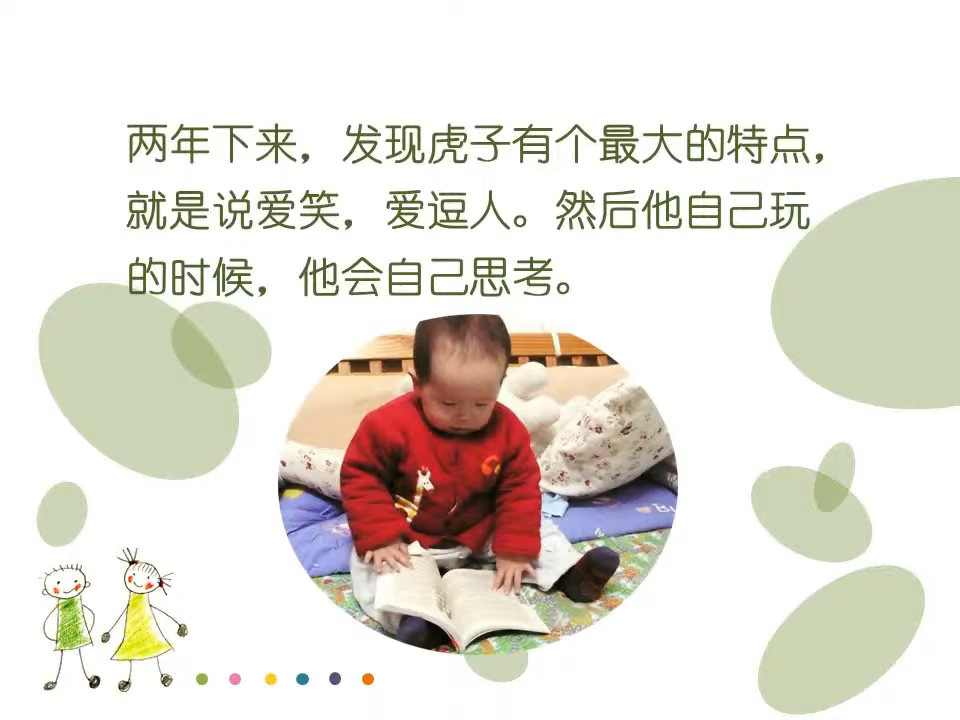 两年下来，发现虎子有个最大的特点，
就是说爱笑，爱逗人。然后他自己玩
的时候，他会自己思考。